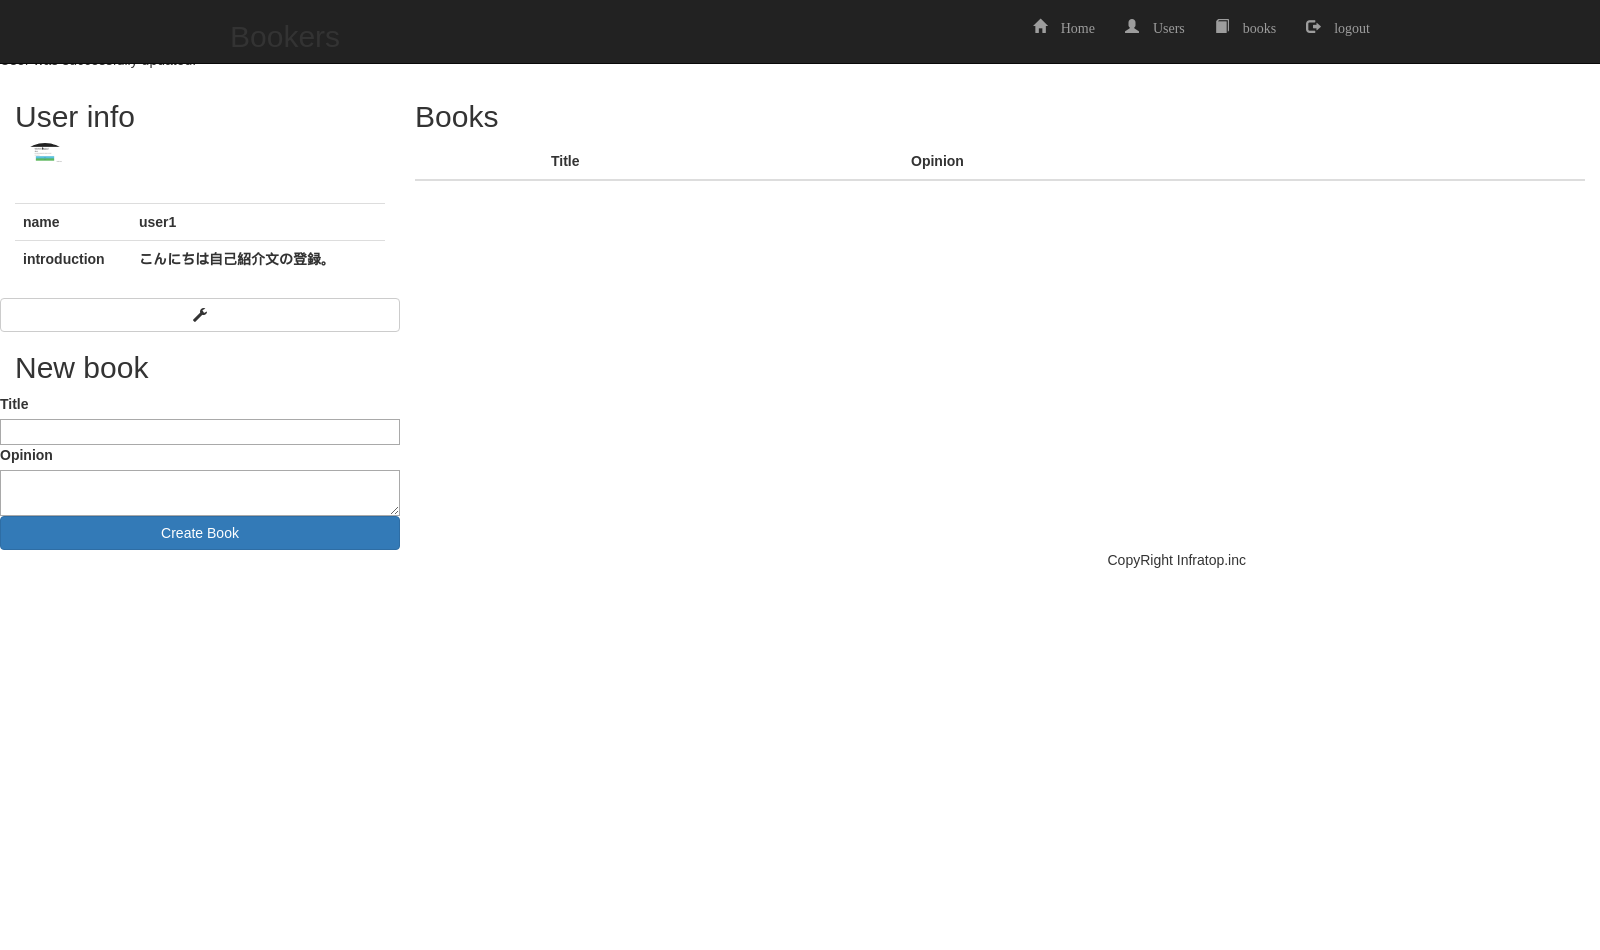 Bookers
Home Users books logout
User was successfully updated.
User info
name user1
introduction こんにちは自己紹介文の登録。
New book
Title
Opinion
Create Book
Books
Title Opinion
CopyRight Infratop.inc